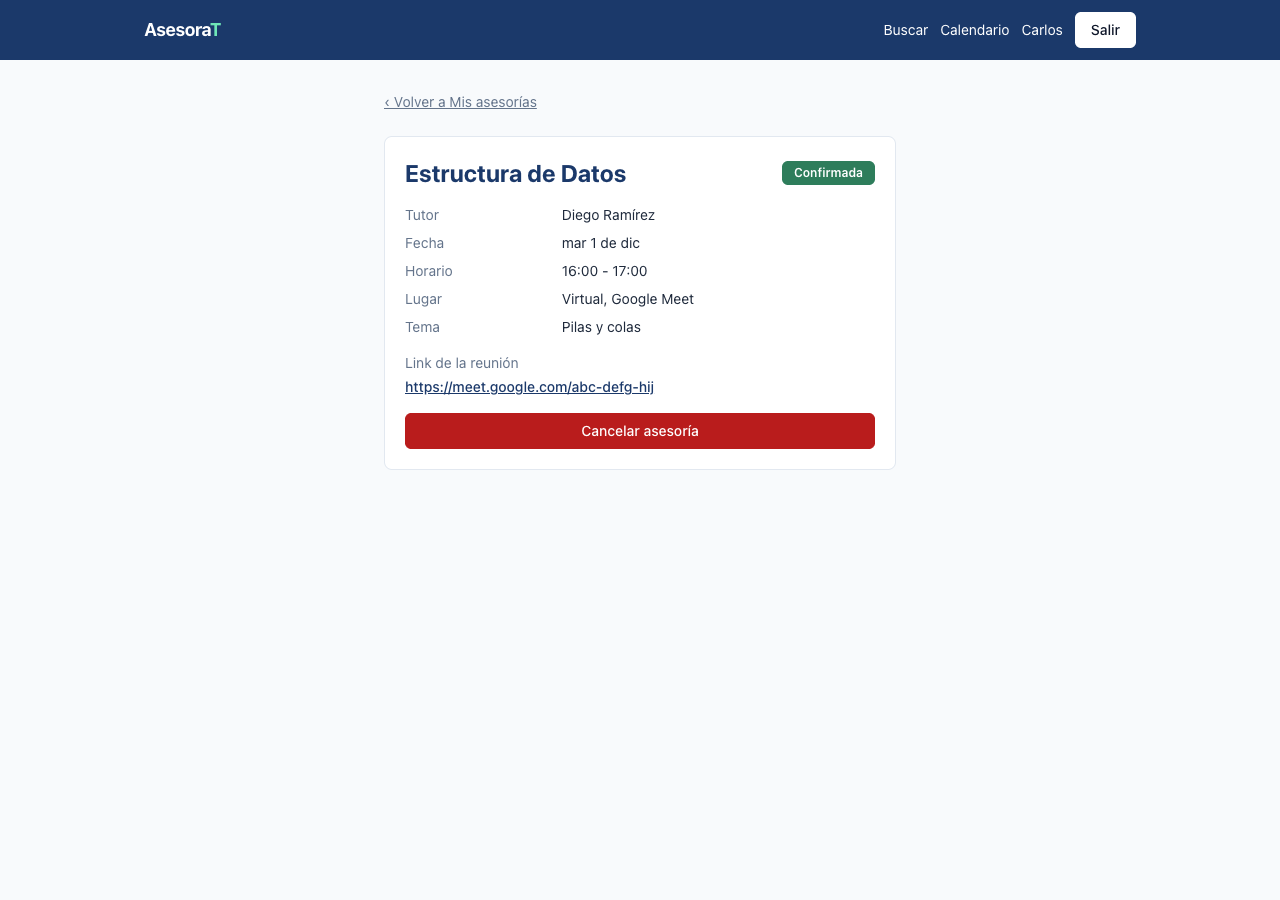 AsesoraT
Buscar Calendario Carlos Salir
‹ Volver a Mis asesorías
Estructura de Datos Confirmada
Tutor Diego Ramírez
Fecha mar 1 de dic
Horario 16:00 - 17:00
Lugar Virtual, Google Meet
Tema Pilas y colas
Link de la reunión
https://meet.google.com/abc-defg-hij
Cancelar asesoría